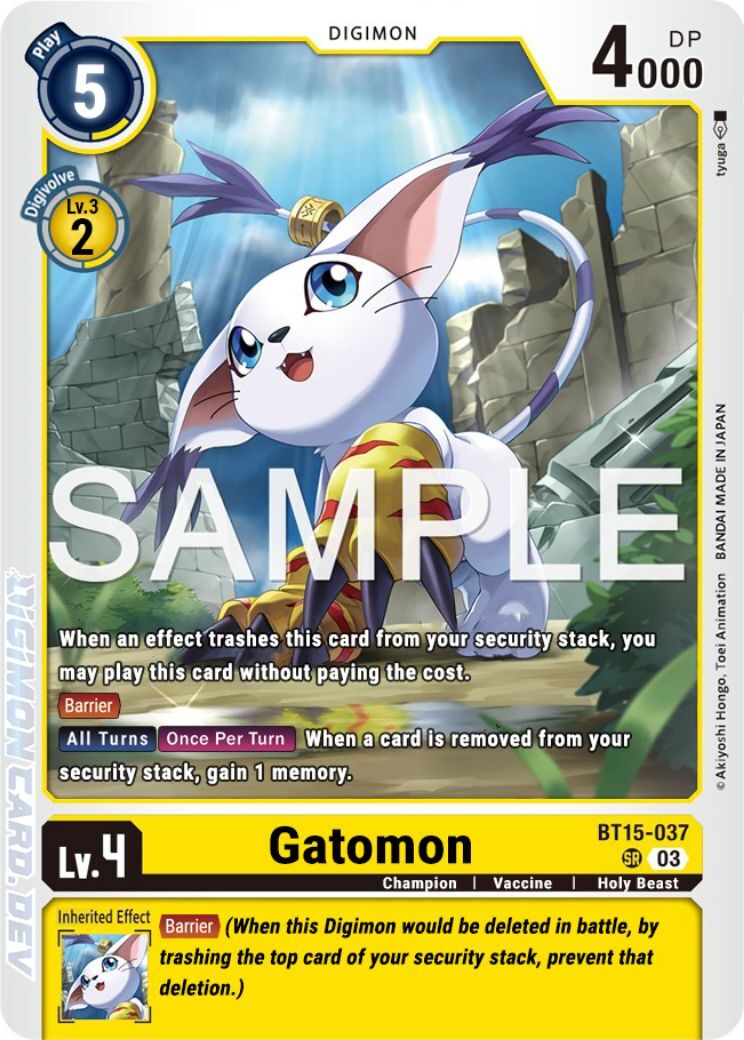 DIGIMON
Play
5
4000
DP
tyuga
Digivolve
Lv.3
2
SAMPLE
When an effect trashes this card from your security stack, you
may play this card without paying the cost.
Barrier
All Turns Once Per Turn When a card is removed from your
security stack, gain 1 memory.
© Akiyoshi Hongo, Toei Animation BANDAI MADE IN JAPAN
DIGIMONCARD.DEV
Lv.4
Gatomon
BT15-037
SR 03
Champion | Vaccine | Holy Beast
Inherited Effect
Barrier (When this Digimon would be deleted in battle, by
trashing the top card of your security stack, prevent that
deletion.)